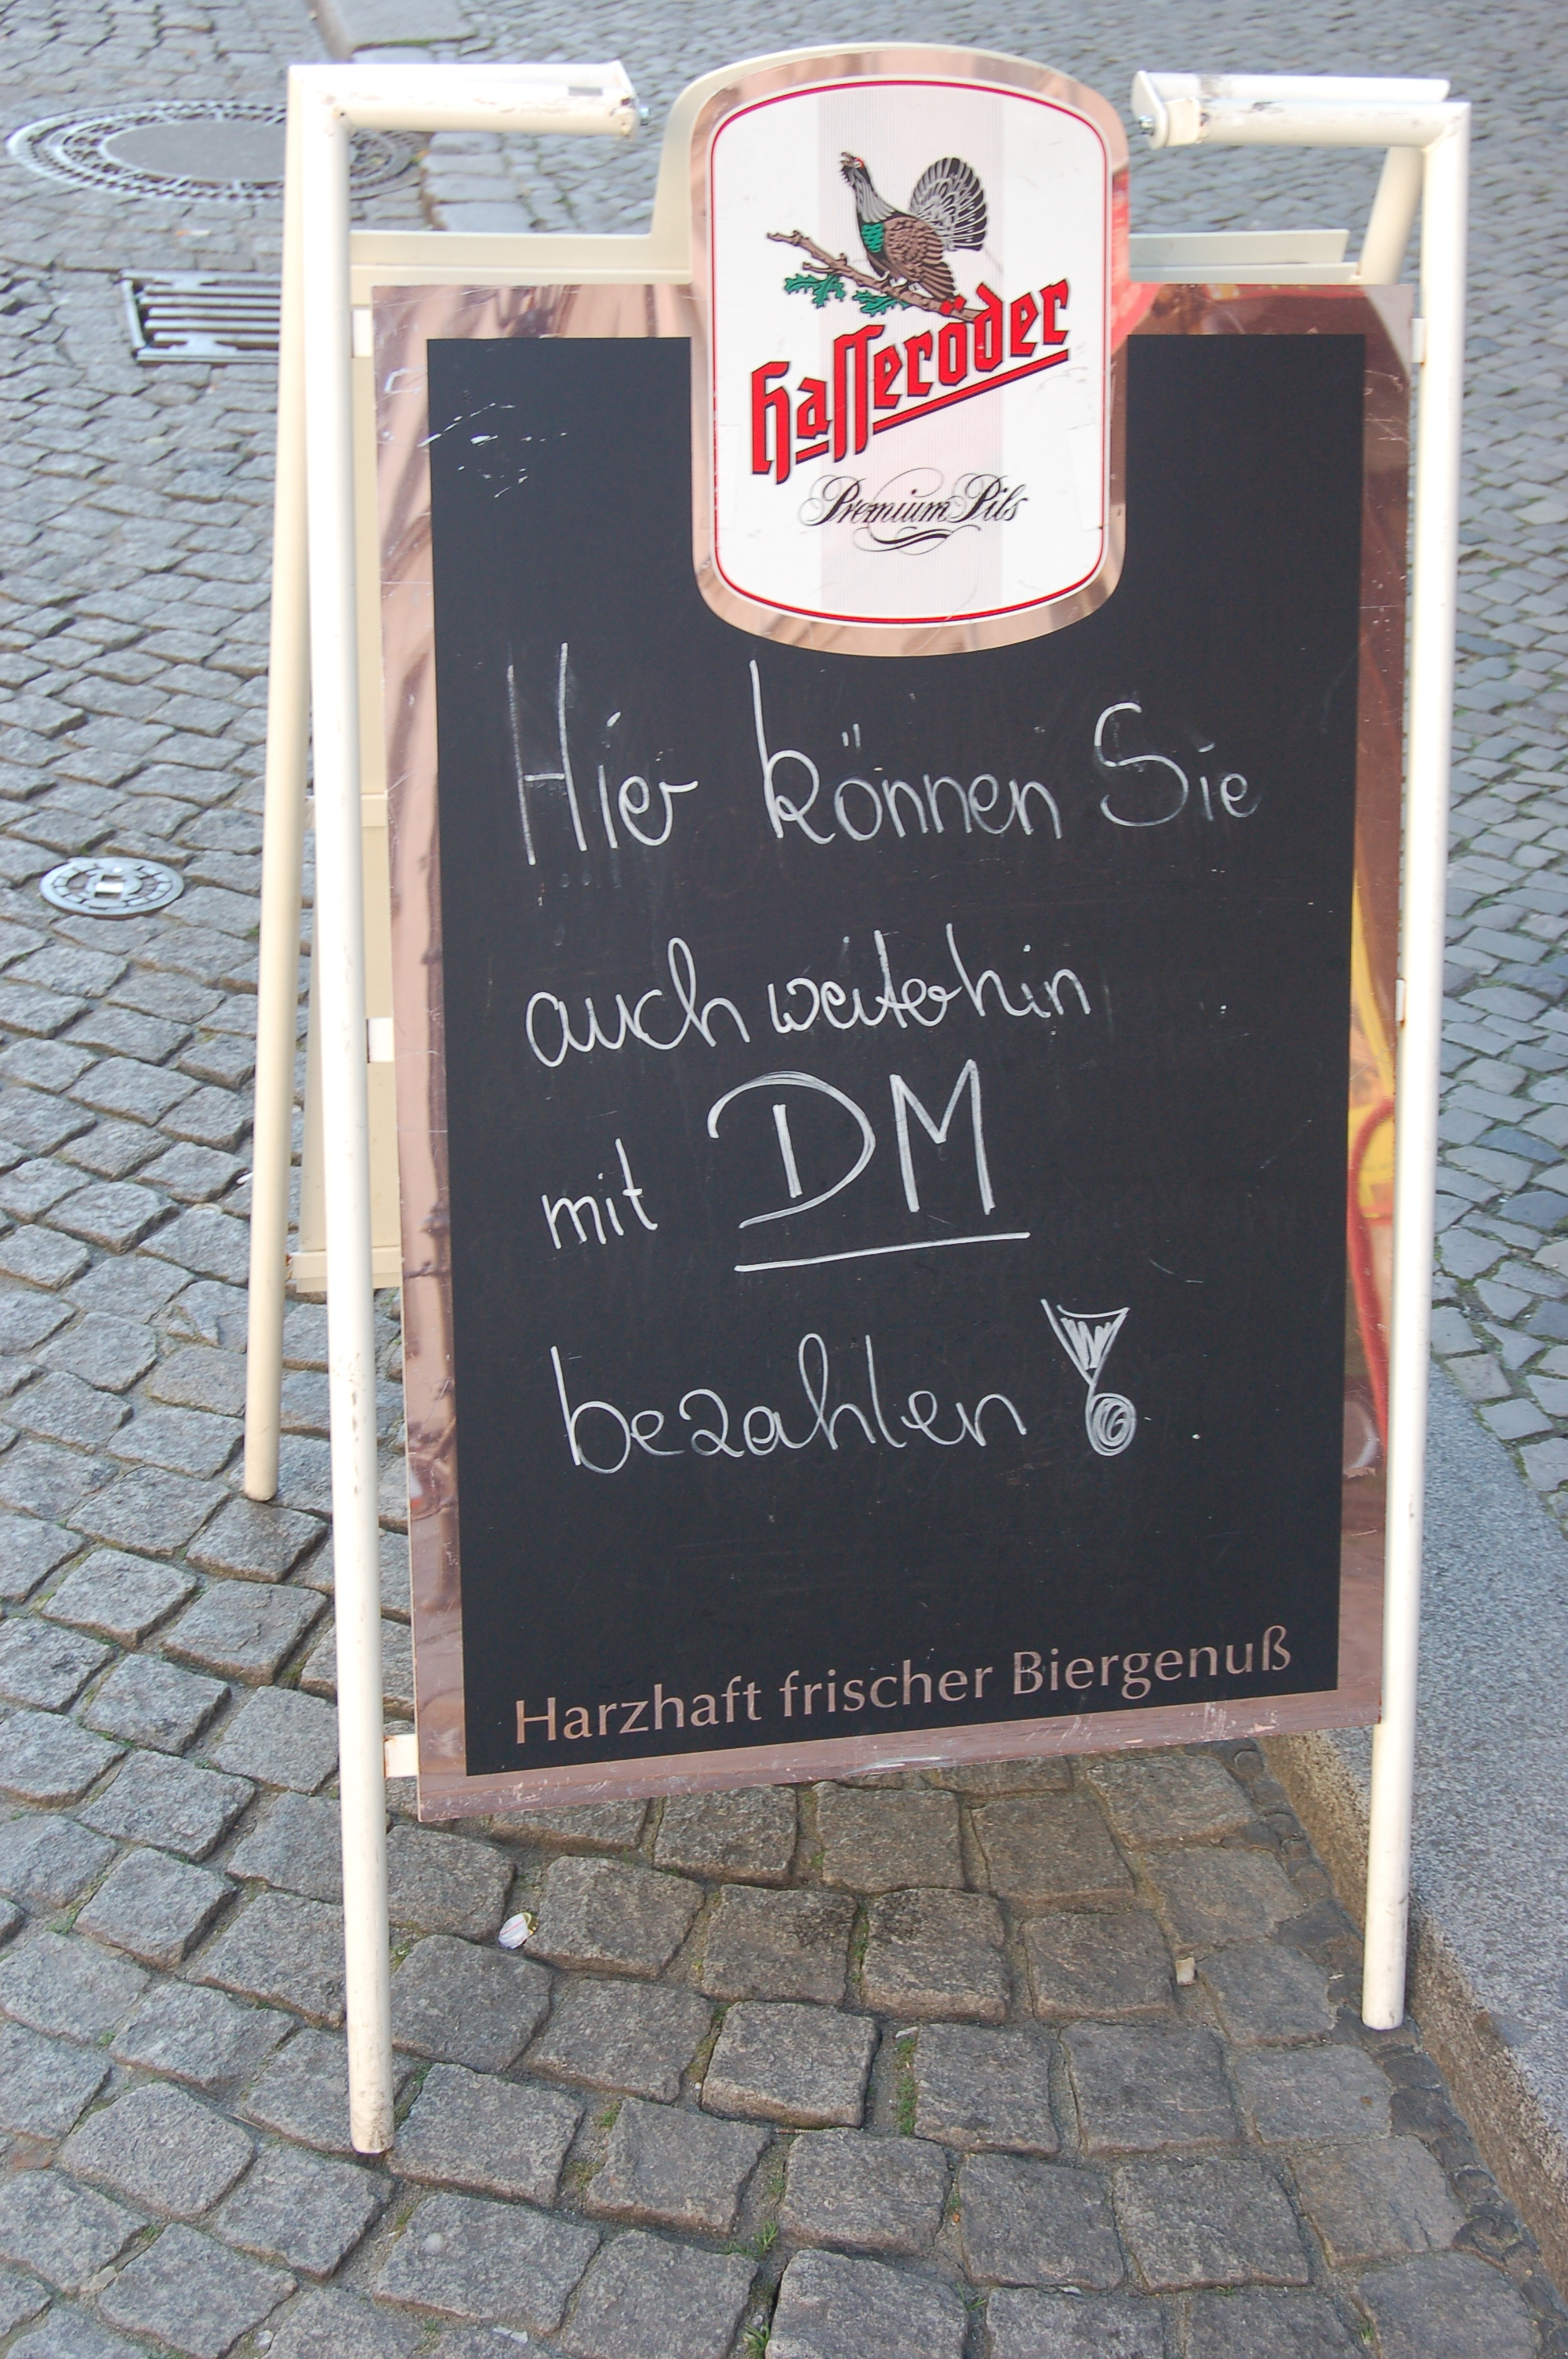 Hasseröder
Premium Pils
Hier können Sie
auch weiterhin
mit DM
bezahlen!
Harzhaft frischer Biergenuß